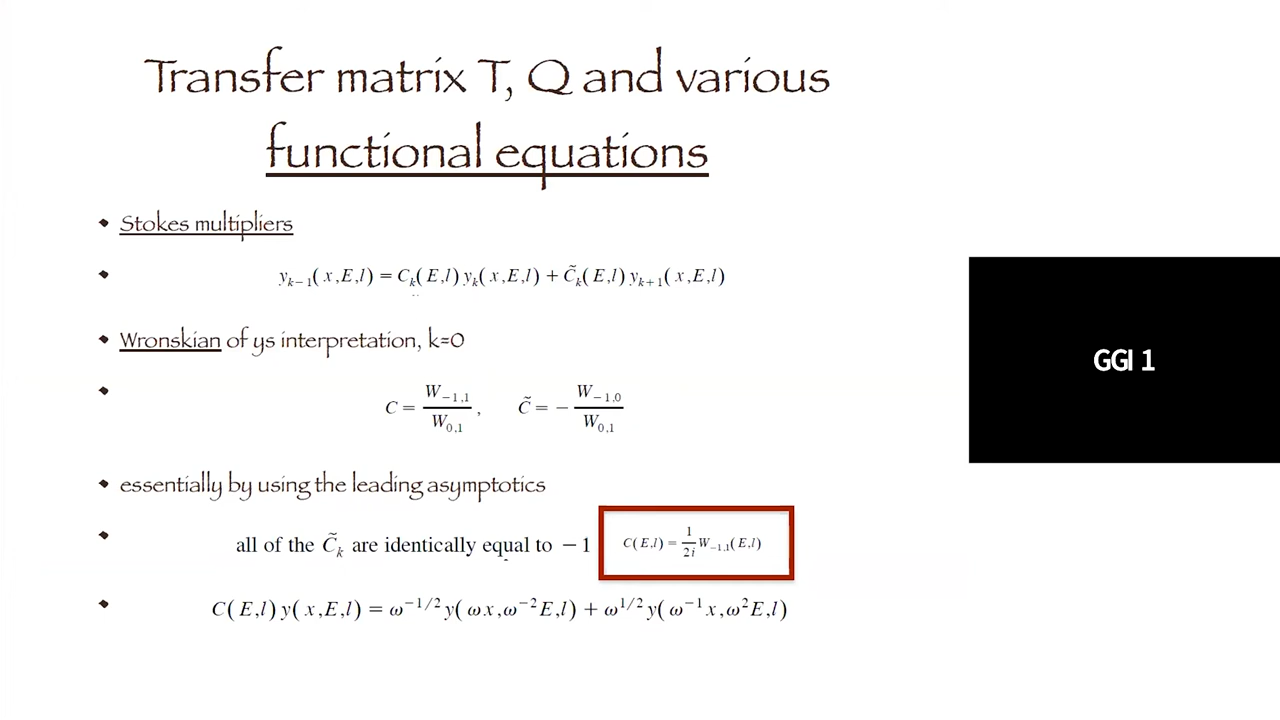 Transfer matrix T, Q and various
functional equations
• Stokes multipliers
• y_{k−1}(x,E,l) = C_k(E,l) y_k(x,E,l) + C̃_k(E,l) y_{k+1}(x,E,l)
• Wronskian of ys interpretation, k=0
• C = W_{−1,1}/W_{0,1}, C̃ = − W_{−1,0}/W_{0,1}
• essentially by using the leading asymptotics
• all of the C̃_k are identically equal to −1 C(E,l) = 1/2i W_{−1,1}(E,l)
• C(E,l) y(x,E,l) = ω^{−1/2} y(ωx,ω^{−2}E,l) + ω^{1/2} y(ω^{−1}x,ω^{2}E,l)
GGI 1